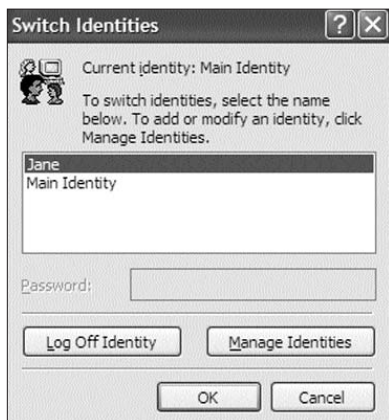 Switch Identities
Current identity: Main Identity
To switch identities, select the name
below. To add or modify an identity, click
Manage Identities.
Jane
Main Identity
Password:
Log Off Identity
Manage Identities
OK
Cancel